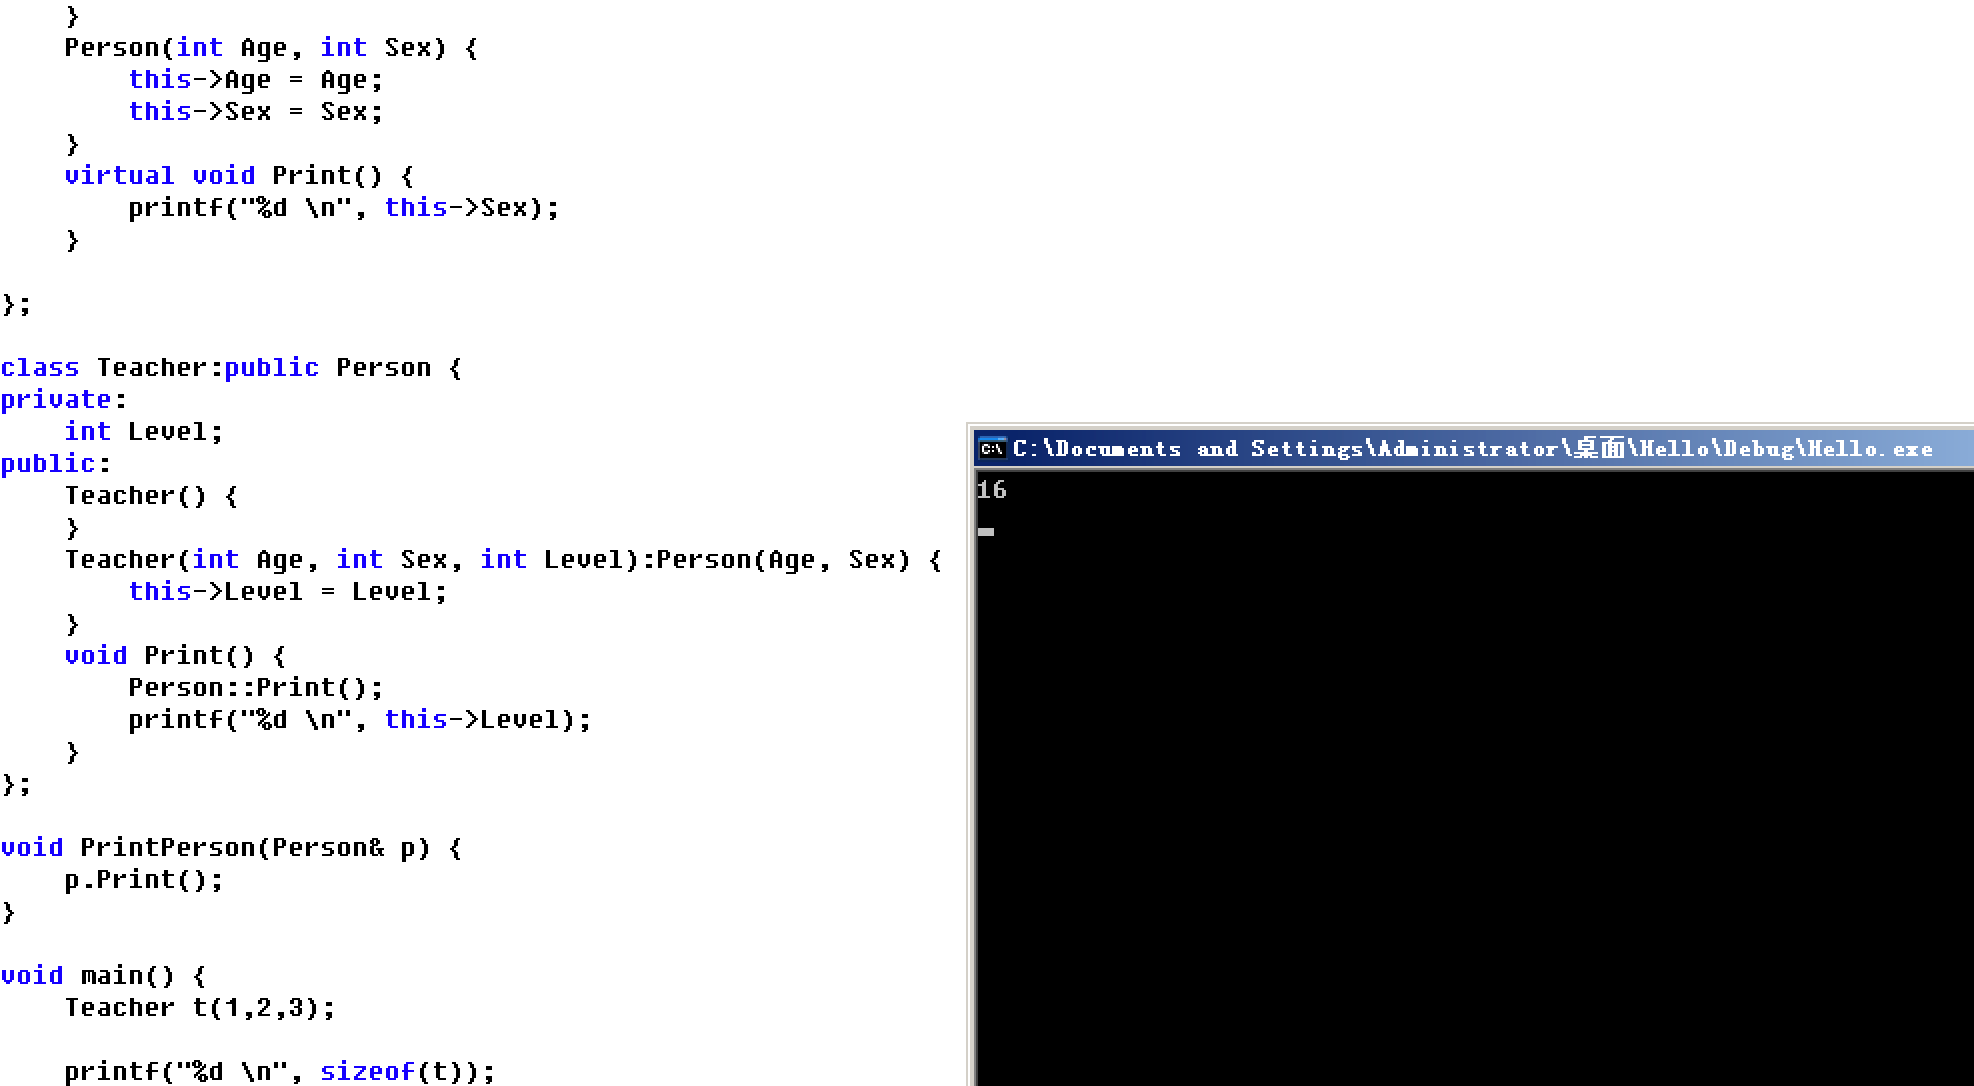 }
Person(int Age, int Sex) {
this->Age = Age;
this->Sex = Sex;
}
virtual void Print() {
printf("%d \n", this->Sex);
}
};
class Teacher:public Person {
private:
int Level;
public:
Teacher() {
}
Teacher(int Age, int Sex, int Level):Person(Age, Sex) {
this->Level = Level;
}
void Print() {
Person::Print();
printf("%d \n", this->Level);
}
};
void PrintPerson(Person& p) {
p.Print();
}
void main() {
Teacher t(1,2,3);
printf("%d \n", sizeof(t));
C:\Documents and Settings\Administrator\桌面\Hello\Debug\Hello.exe
16